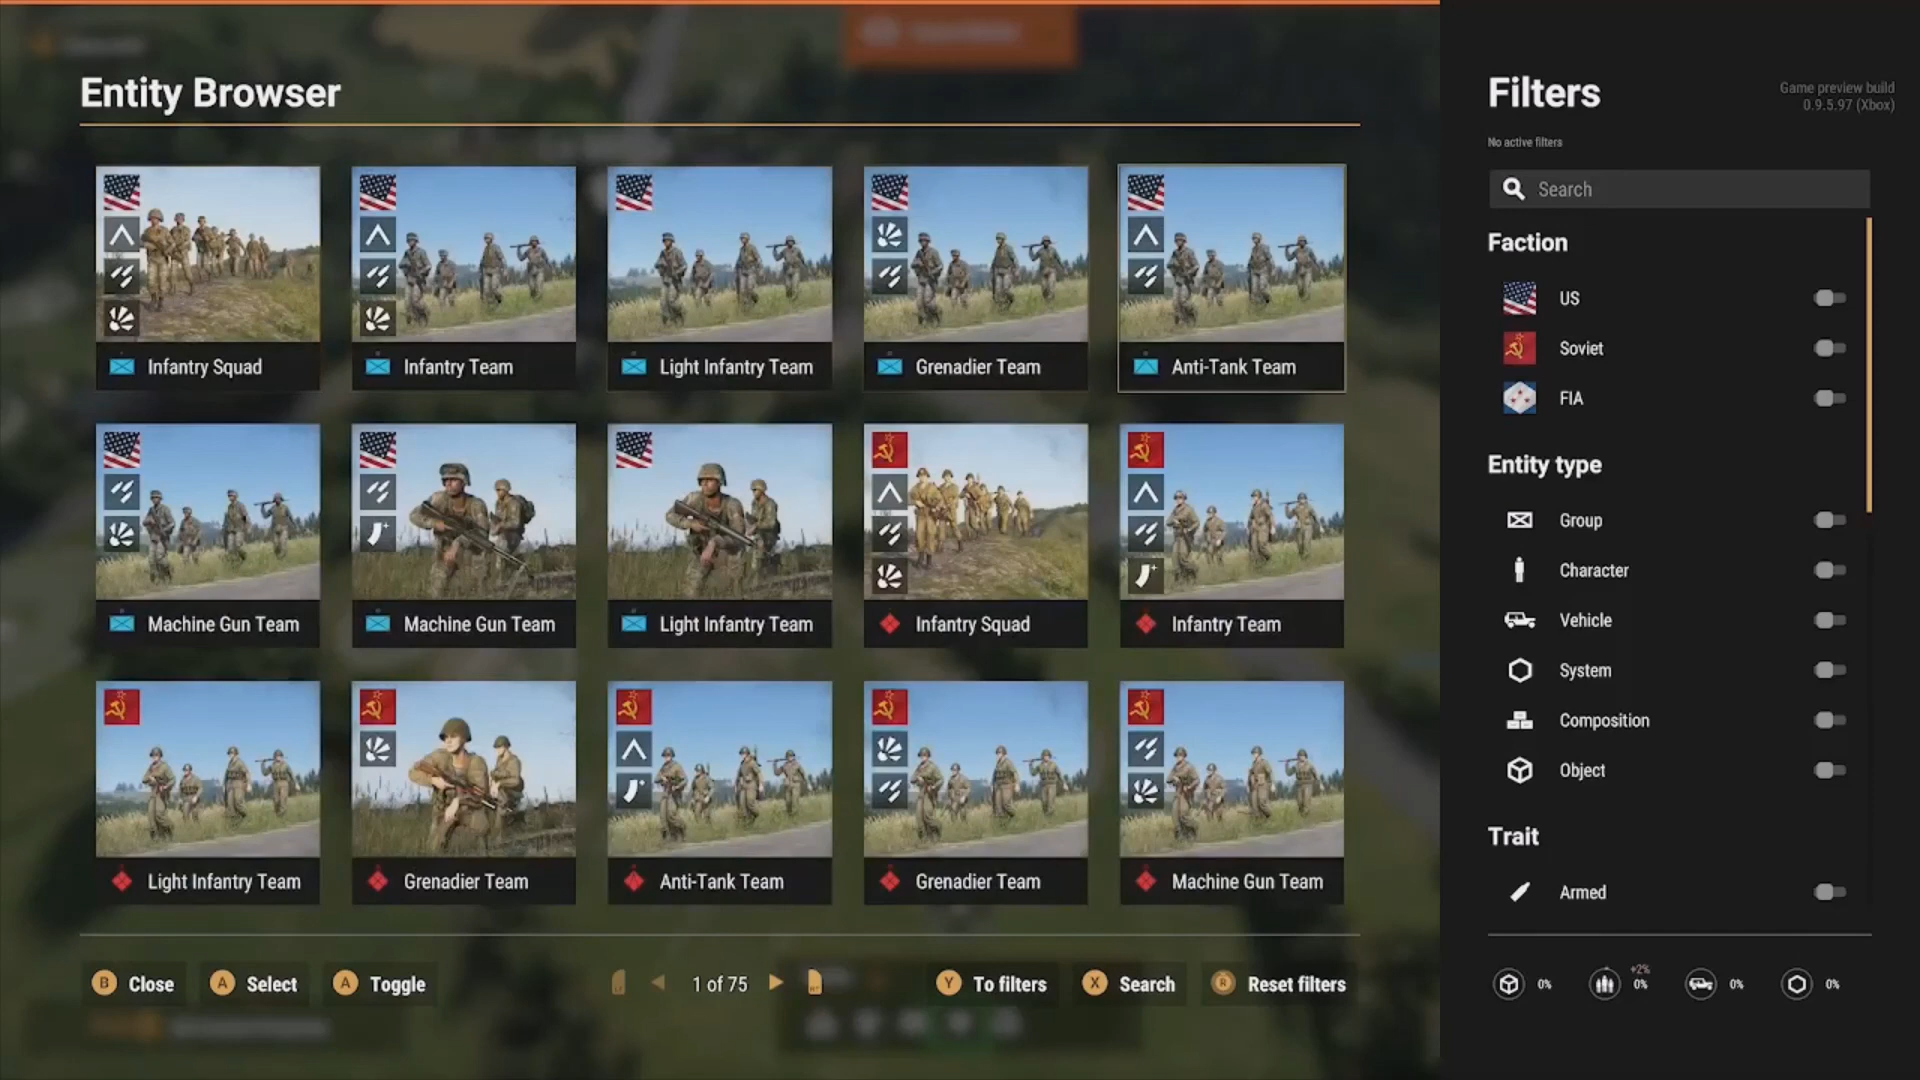 Entity Browser
Infantry Squad
Infantry Team
Light Infantry Team
Grenadier Team
Anti-Tank Team
Machine Gun Team
Machine Gun Team
Light Infantry Team
Infantry Squad
Infantry Team
Light Infantry Team
Grenadier Team
Anti-Tank Team
Grenadier Team
Machine Gun Team
B Close
A Select
A Toggle
1 of 75
Y To filters
X Search
R Reset filters
Filters
Game preview build
0.9.5.97 (Xbox)
No active filters
Search
Faction
US
Soviet
FIA
Entity type
Group
Character
Vehicle
System
Composition
Object
Trait
Armed
0%
+2%
0%
0%
0%